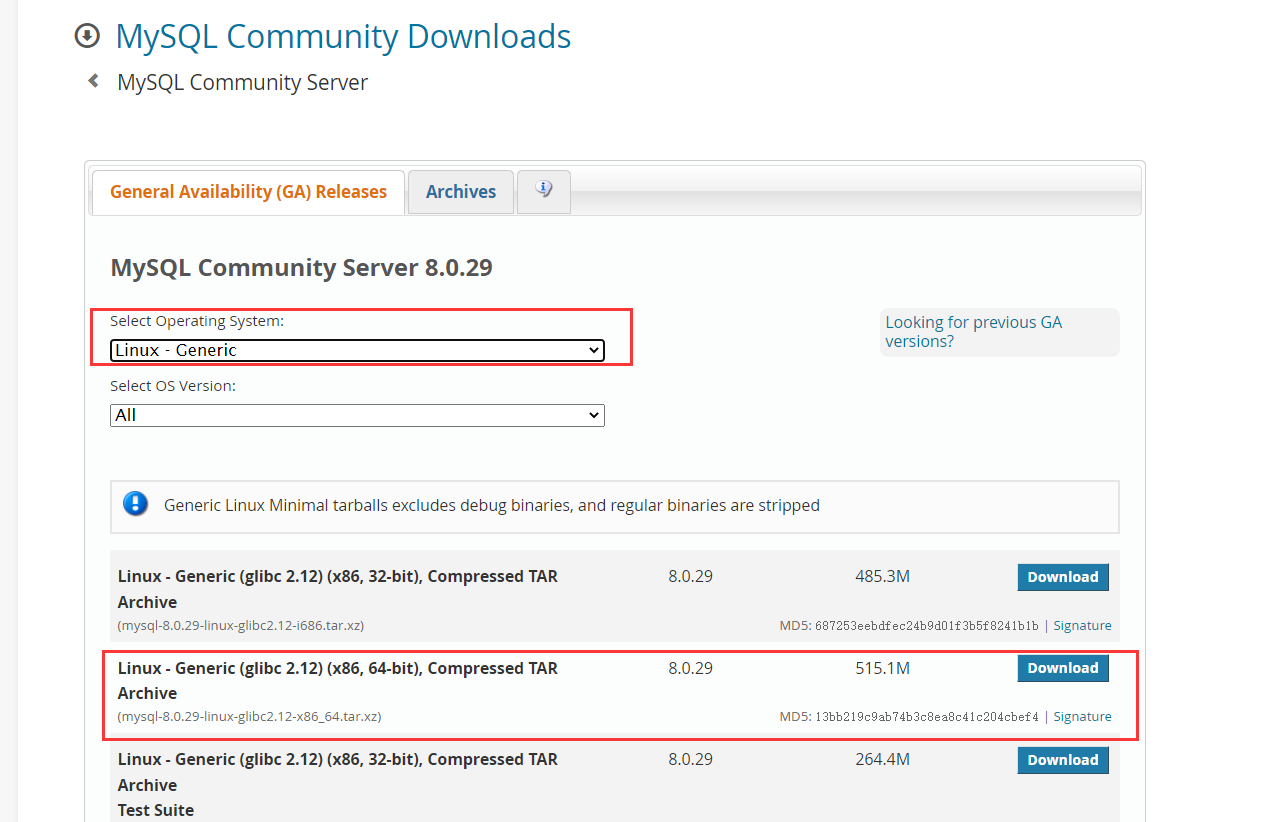 MySQL Community Downloads
MySQL Community Server
General Availability (GA) Releases
Archives
MySQL Community Server 8.0.29
Select Operating System:
Linux - Generic
Looking for previous GA
versions?
Select OS Version:
All
Generic Linux Minimal tarballs excludes debug binaries, and regular binaries are stripped
Linux - Generic (glibc 2.12) (x86, 32-bit), Compressed TAR 8.0.29 485.3M Download
Archive
(mysql-8.0.29-linux-glibc2.12-i686.tar.xz) MD5: 687253eebdfec24b9d01f3b5f8241b1b | Signature
Linux - Generic (glibc 2.12) (x86, 64-bit), Compressed TAR 8.0.29 515.1M Download
Archive
(mysql-8.0.29-linux-glibc2.12-x86_64.tar.xz) MD5: 13bb219c9ab74b3c8ea8c41c204cbef4 | Signature
Linux - Generic (glibc 2.12) (x86, 32-bit), Compressed TAR 8.0.29 264.4M Download
Archive
Test Suite